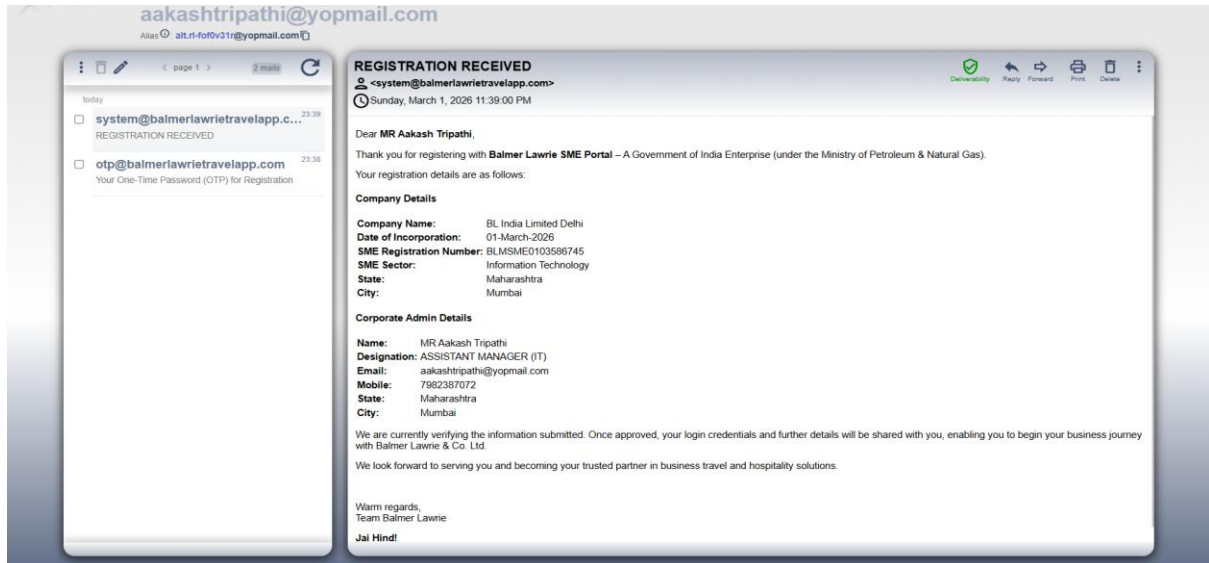 aakashtripathi@yopmail.com
Alias : alt.rl-fof0v31r@yopmail.com
< page 1 >
2 mails
today
system@balmerlawrietravelapp.c... 23:39
REGISTRATION RECEIVED
otp@balmerlawrietravelapp.com 23:38
Your One-Time Password (OTP) for Registration
REGISTRATION RECEIVED
<system@balmerlawrietravelapp.com>
Sunday, March 1, 2026 11:39:00 PM
Deliverability Reply Forward Print Delete
Dear MR Aakash Tripathi,
Thank you for registering with Balmer Lawrie SME Portal – A Government of India Enterprise (under the Ministry of Petroleum & Natural Gas).
Your registration details are as follows:
Company Details
Company Name: BL India Limited Delhi
Date of Incorporation: 01-March-2026
SME Registration Number: BLMSME0103586745
SME Sector: Information Technology
State: Maharashtra
City: Mumbai
Corporate Admin Details
Name: MR Aakash Tripathi
Designation: ASSISTANT MANAGER (IT)
Email: aakashtripathi@yopmail.com
Mobile: 7982387072
State: Maharashtra
City: Mumbai
We are currently verifying the information submitted. Once approved, your login credentials and further details will be shared with you, enabling you to begin your business journey
with Balmer Lawrie & Co. Ltd.
We look forward to serving you and becoming your trusted partner in business travel and hospitality solutions.
Warm regards,
Team Balmer Lawrie
Jai Hind!